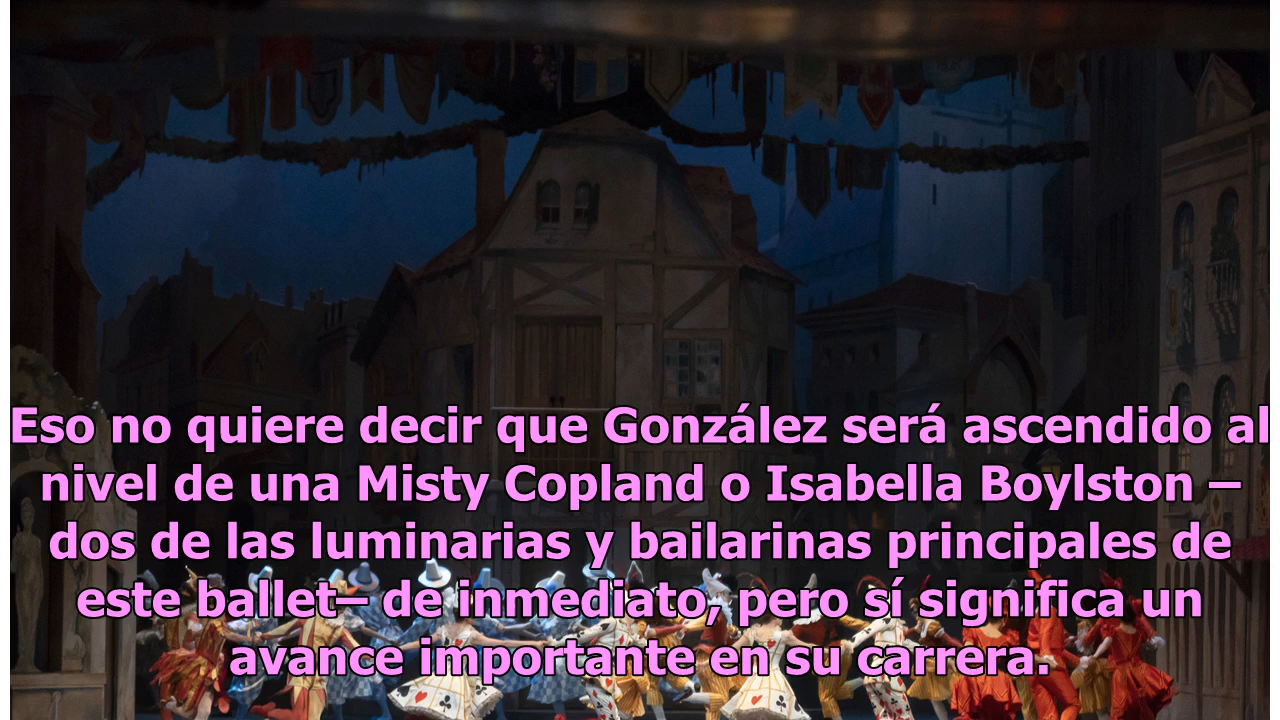 Eso no quiere decir que González será ascendido al
nivel de una Misty Copland o Isabella Boylston –
dos de las luminarias y bailarinas principales de
este ballet– de inmediato, pero sí significa un
avance importante en su carrera.